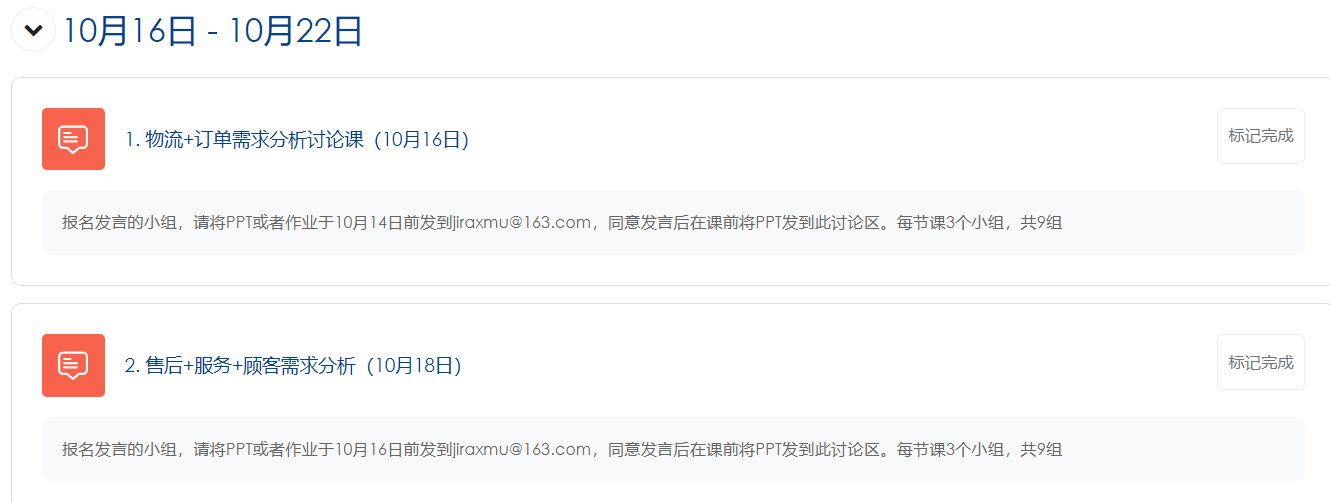 10月16日 - 10月22日
1. 物流+订单需求分析讨论课（10月16日）
标记完成
报名发言的小组，请将PPT或者作业于10月14日前发到jiraxmu@163.com，同意发言后在课前将PPT发到此讨论区。每节课3个小组，共9组
2. 售后+服务+顾客需求分析（10月18日）
标记完成
报名发言的小组，请将PPT或者作业于10月16日前发到jiraxmu@163.com，同意发言后在课前将PPT发到此讨论区。每节课3个小组，共9组